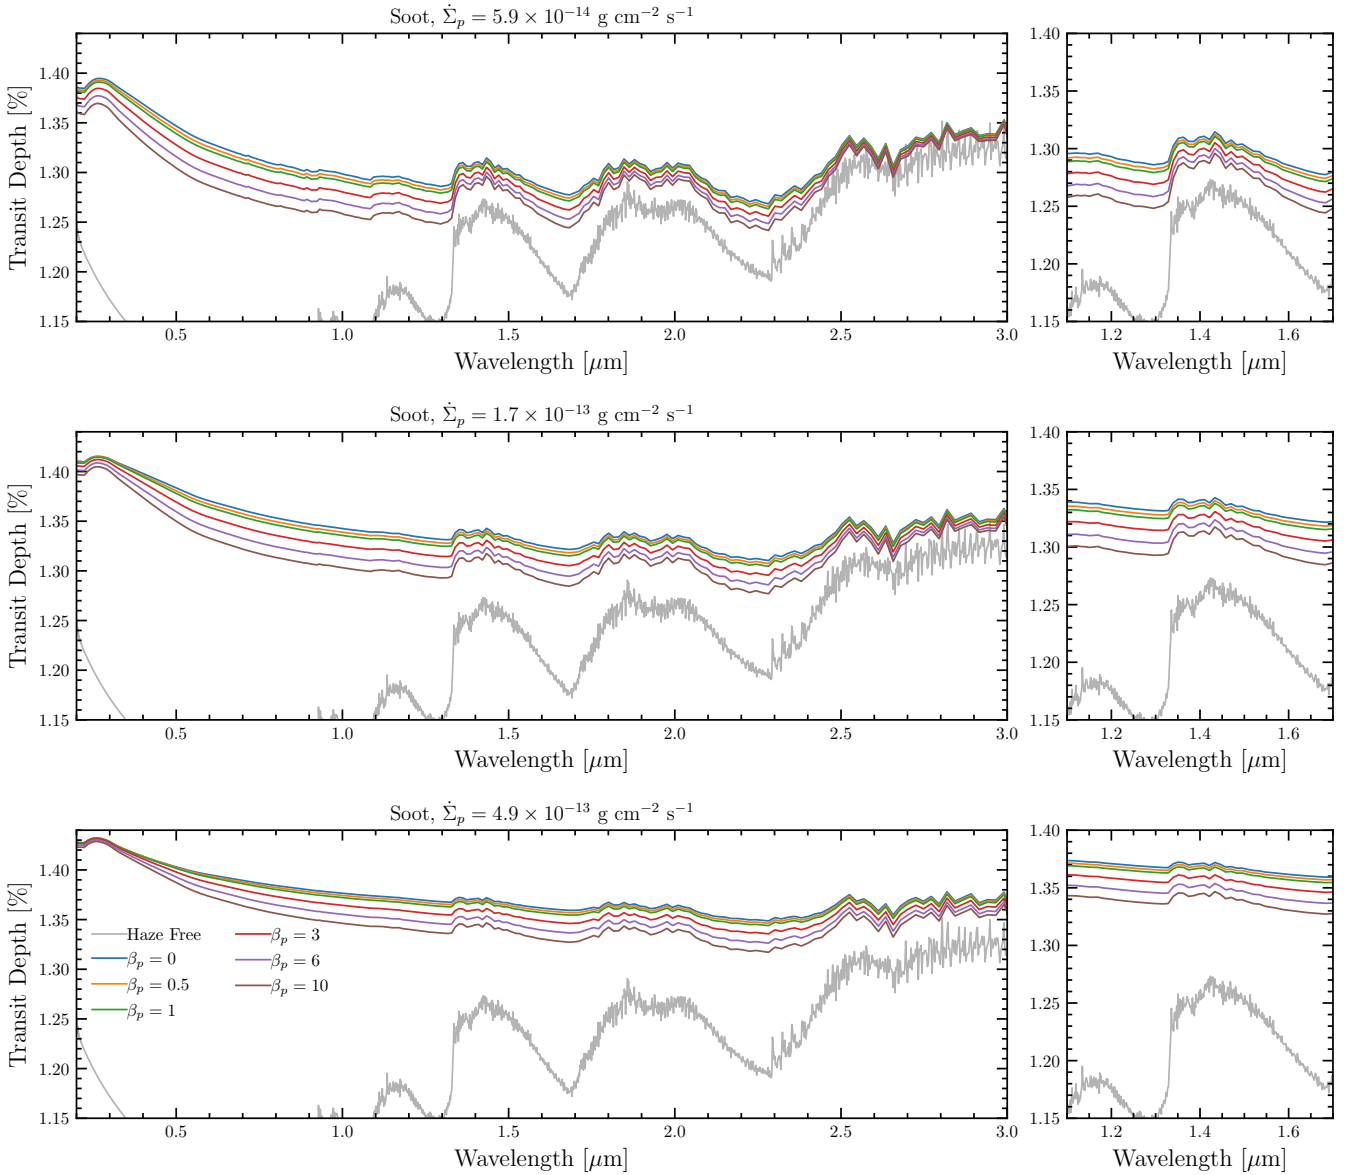 Soot, Σ̇ₚ = 5.9 × 10⁻¹⁴ g cm⁻² s⁻¹
Transit Depth [%]
1.40
1.35
1.30
1.25
1.20
1.15
0.5 1.0 1.5 2.0 2.5 3.0
Wavelength [μm]
1.40
1.35
1.30
1.25
1.20
1.15
1.2 1.4 1.6
Wavelength [μm]
Soot, Σ̇ₚ = 1.7 × 10⁻¹³ g cm⁻² s⁻¹
Transit Depth [%]
1.40
1.35
1.30
1.25
1.20
1.15
0.5 1.0 1.5 2.0 2.5 3.0
Wavelength [μm]
1.40
1.35
1.30
1.25
1.20
1.15
1.2 1.4 1.6
Wavelength [μm]
Soot, Σ̇ₚ = 4.9 × 10⁻¹³ g cm⁻² s⁻¹
Transit Depth [%]
1.40
1.35
1.30
1.25
1.20
1.15
Haze Free
βₚ = 0
βₚ = 0.5
βₚ = 1
βₚ = 3
βₚ = 6
βₚ = 10
0.5 1.0 1.5 2.0 2.5 3.0
Wavelength [μm]
1.40
1.35
1.30
1.25
1.20
1.15
1.2 1.4 1.6
Wavelength [μm]